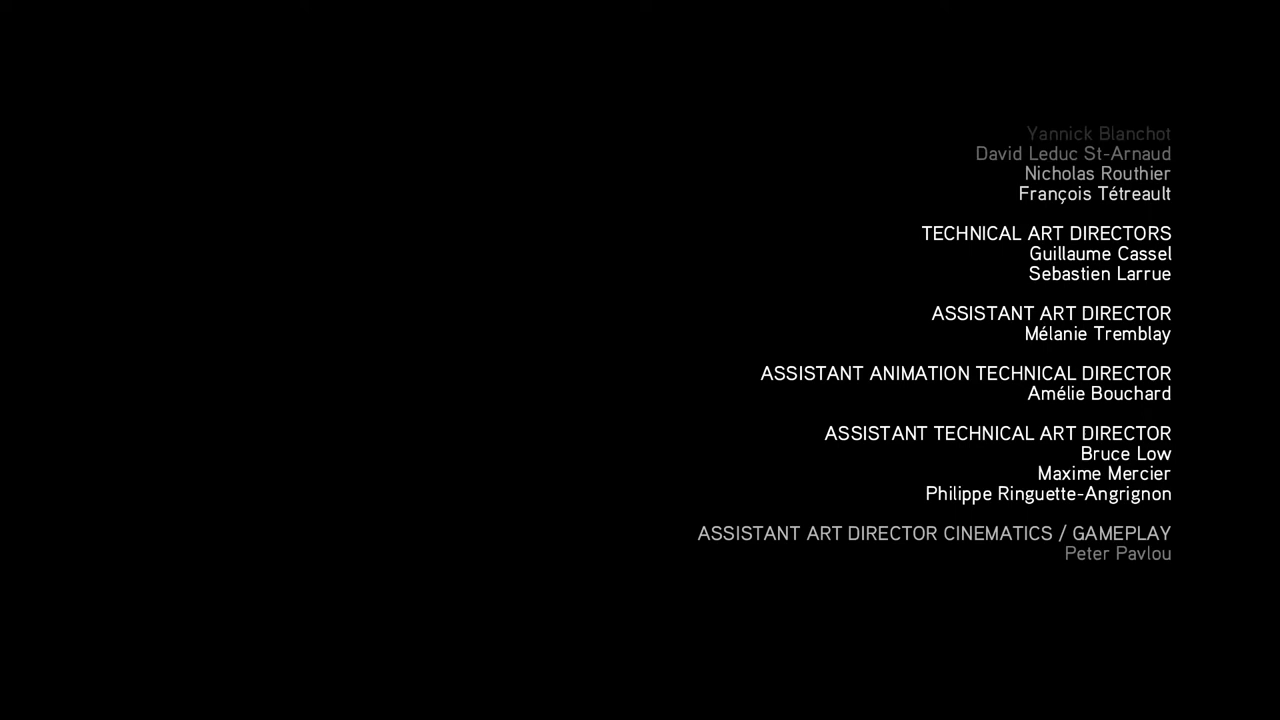 Yannick Blanchot
David Leduc St-Arnaud
Nicholas Routhier
François Tétreault
TECHNICAL ART DIRECTORS
Guillaume Cassel
Sebastien Larrue
ASSISTANT ART DIRECTOR
Mélanie Tremblay
ASSISTANT ANIMATION TECHNICAL DIRECTOR
Amélie Bouchard
ASSISTANT TECHNICAL ART DIRECTOR
Bruce Low
Maxime Mercier
Philippe Ringuette-Angrignon
ASSISTANT ART DIRECTOR CINEMATICS / GAMEPLAY
Peter Pavlou